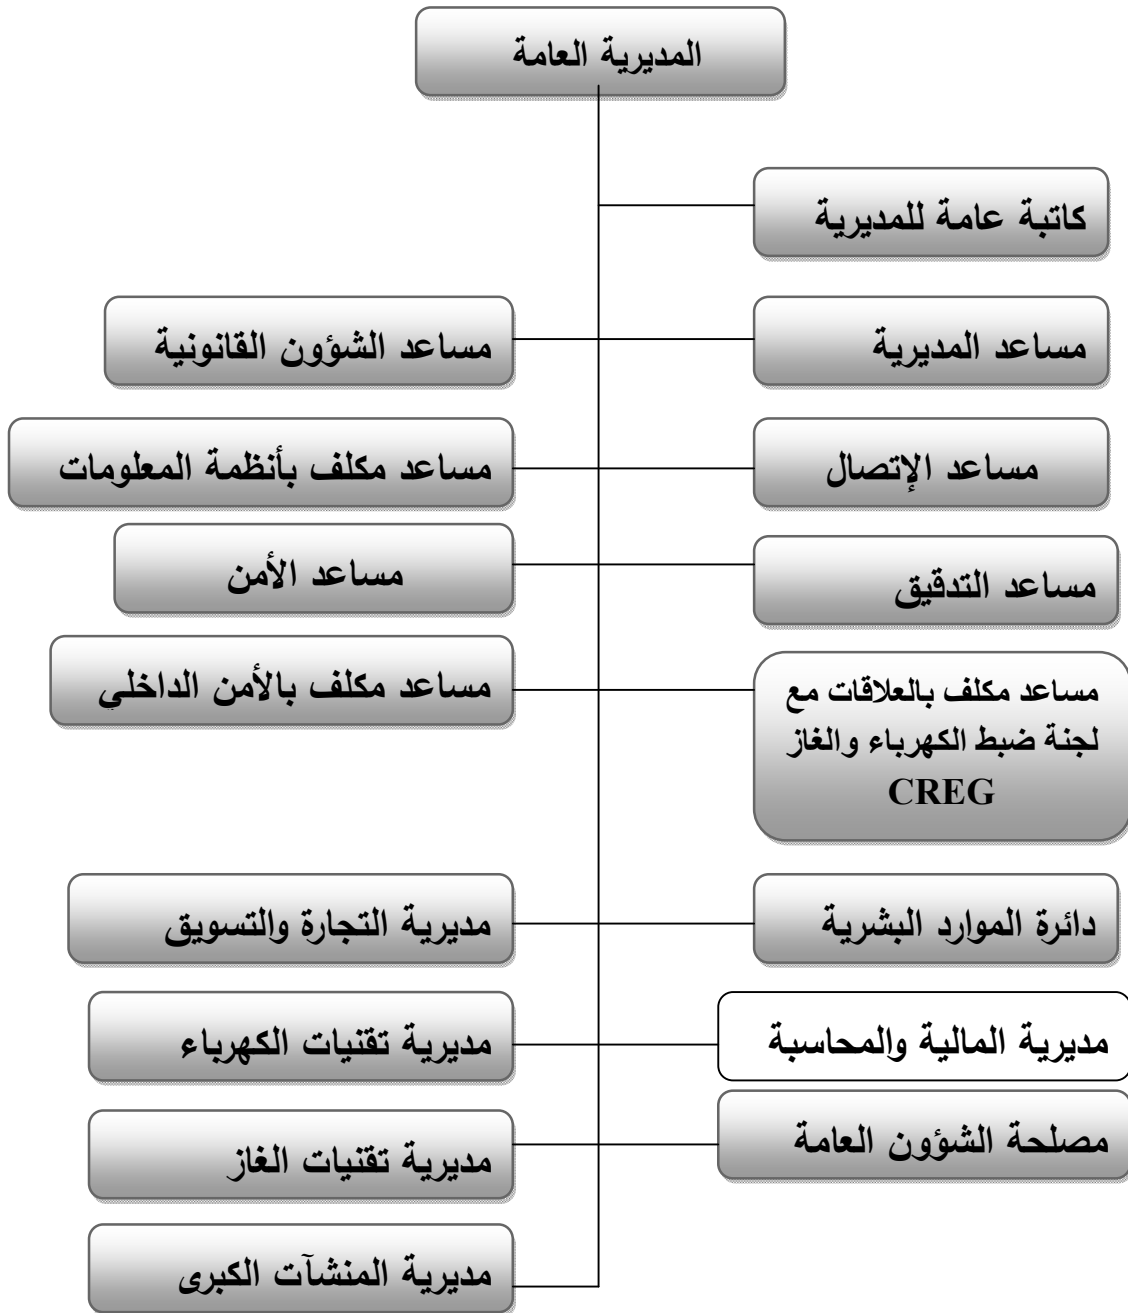 المديرية العامة
كاتبة عامة للمديرية
مساعد المديرية
مساعد الشؤون القانونية
مساعد الإتصال
مساعد مكلف بأنظمة المعلومات
مساعد التدقيق
مساعد الأمن
مساعد مكلف بالعلاقات مع
لجنة ضبط الكهرباء والغاز
CREG
مساعد مكلف بالأمن الداخلي
دائرة الموارد البشرية
مديرية التجارة والتسويق
مديرية المالية والمحاسبة
مديرية تقنيات الكهرباء
مصلحة الشؤون العامة
مديرية تقنيات الغاز
مديرية المنشآت الكبرى